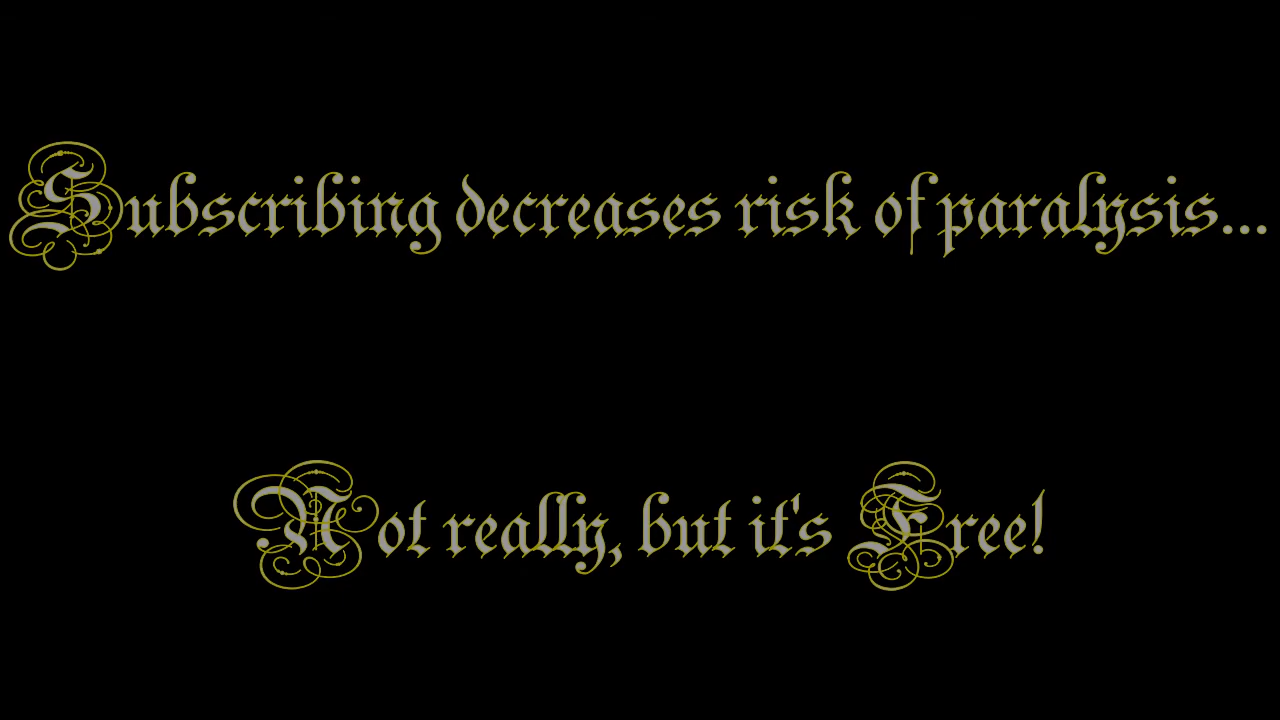 Subscribing decreases risk of paralysis...
Not really, but it's Free!